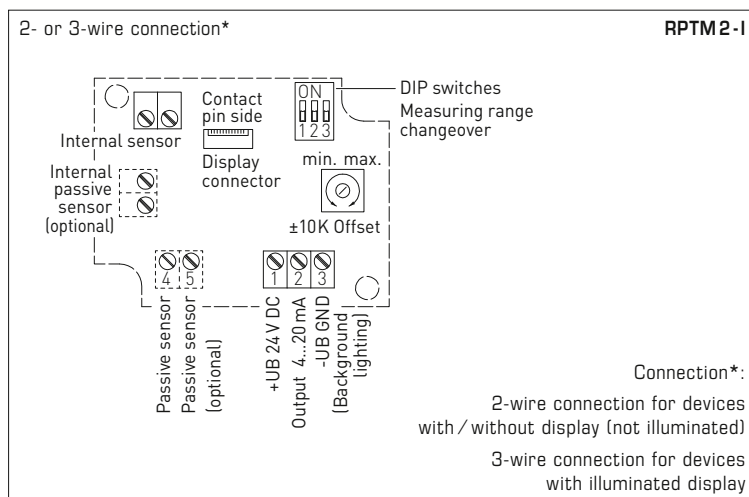 2- or 3-wire connection*
RPTM 2 - I
DIP switches
Measuring range
changeover
ON
1 2 3
Contact
pin side
Internal sensor
Display
connector
min. max.
±10K Offset
Internal
passive
sensor
(optional)
4 5
1 2 3
Passive sensor
Passive sensor
(optional)
+UB 24 V DC
Output 4...20 mA
-UB GND
(Background
lighting)
Connection*:
2-wire connection for devices
with / without display (not illuminated)
3-wire connection for devices
with illuminated display